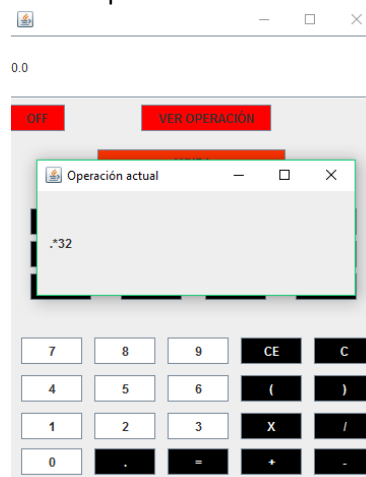 0.0
OFF VER OPERACIÓN
Operación actual
.*32
7 8 9 CE C
4 5 6 ( )
1 2 3 X /
0 . = + -